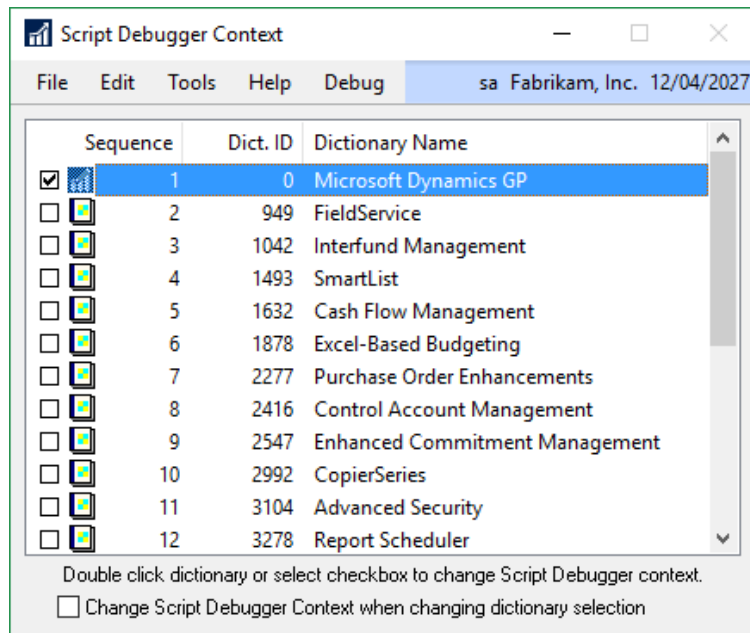 Script Debugger Context
File Edit Tools Help Debug sa Fabrikam, Inc. 12/04/2027
Sequence Dict. ID Dictionary Name
1 0 Microsoft Dynamics GP
2 949 FieldService
3 1042 Interfund Management
4 1493 SmartList
5 1632 Cash Flow Management
6 1878 Excel-Based Budgeting
7 2277 Purchase Order Enhancements
8 2416 Control Account Management
9 2547 Enhanced Commitment Management
10 2992 CopierSeries
11 3104 Advanced Security
12 3278 Report Scheduler
Double click dictionary or select checkbox to change Script Debugger context.
Change Script Debugger Context when changing dictionary selection